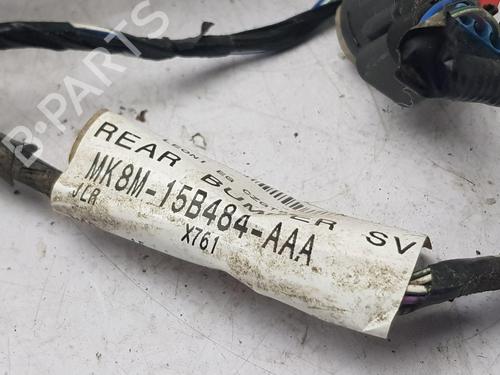 B-PARTS
REAR BUMPER SV
MK8M-15B484-AAA
JLR
X761